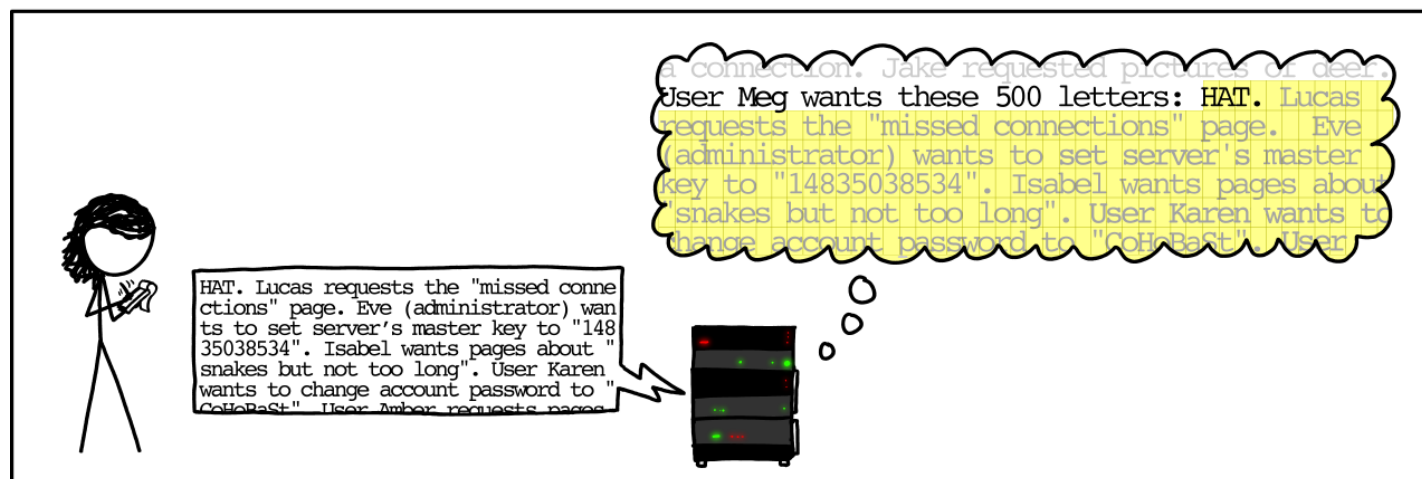 a connection. Jake requested pictures of deer.
User Meg wants these 500 letters: HAT. Lucas
requests the "missed connections" page. Eve
(administrator) wants to set server's master
key to "14835038534". Isabel wants pages about
"snakes but not too long". User Karen wants to
change account password to "CoHoBaSt". User
HAT. Lucas requests the "missed conne
ctions" page. Eve (administrator) wan
ts to set server's master key to "148
35038534". Isabel wants pages about "
snakes but not too long". User Karen
wants to change account password to "
CoHoBaSt". User Amber requests pages